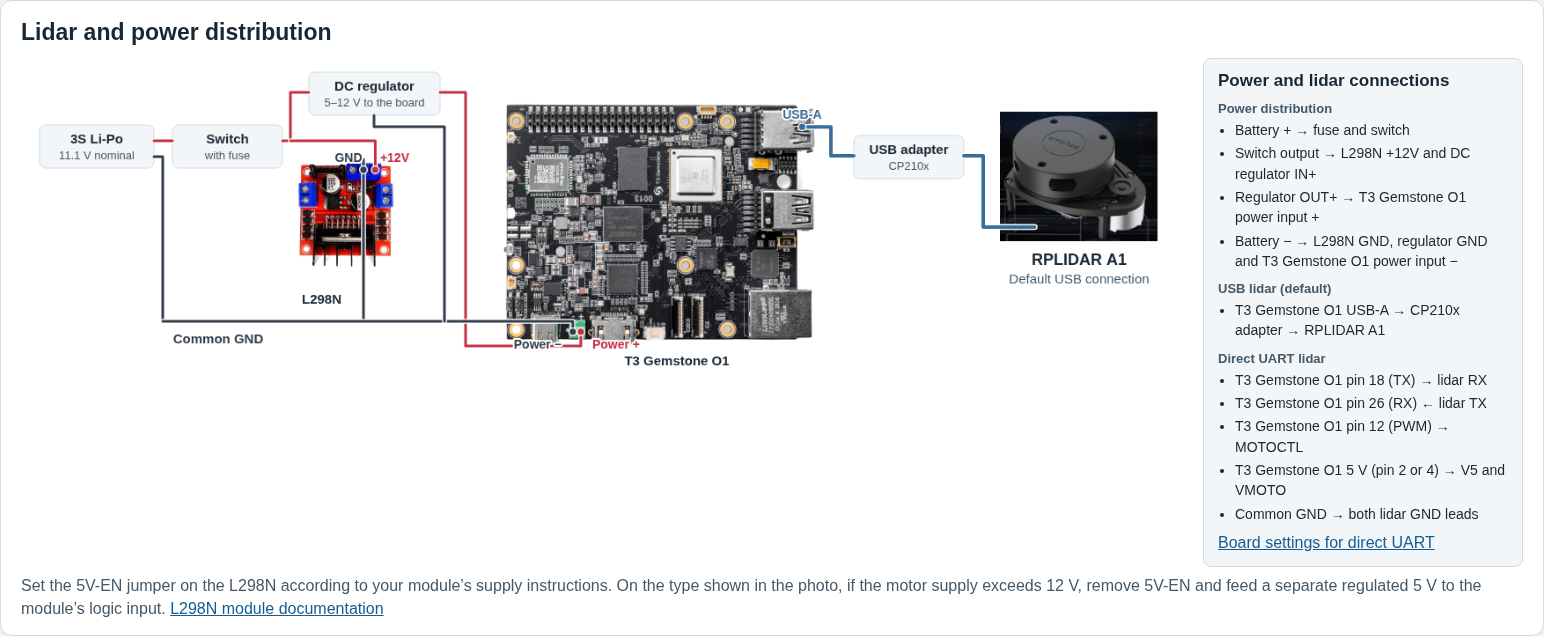 Lidar and power distribution
DC regulator
5–12 V to the board
3S Li-Po
11.1 V nominal
Switch
with fuse
GND
+12V
L298N
Common GND
USB-A
Power −
Power +
T3 Gemstone O1
USB adapter
CP210x
RPLIDAR A1
Default USB connection
Power and lidar connections
Power distribution
• Battery + → fuse and switch
• Switch output → L298N +12V and DC
regulator IN+
• Regulator OUT+ → T3 Gemstone O1
power input +
• Battery − → L298N GND, regulator GND
and T3 Gemstone O1 power input −
USB lidar (default)
• T3 Gemstone O1 USB-A → CP210x
adapter → RPLIDAR A1
Direct UART lidar
• T3 Gemstone O1 pin 18 (TX) → lidar RX
• T3 Gemstone O1 pin 26 (RX) ← lidar TX
• T3 Gemstone O1 pin 12 (PWM) →
MOTOCTL
• T3 Gemstone O1 5 V (pin 2 or 4) → V5 and
VMOTO
• Common GND → both lidar GND leads
Board settings for direct UART
Set the 5V-EN jumper on the L298N according to your module’s supply instructions. On the type shown in the photo, if the motor supply exceeds 12 V, remove 5V-EN and feed a separate regulated 5 V to the
module’s logic input. L298N module documentation